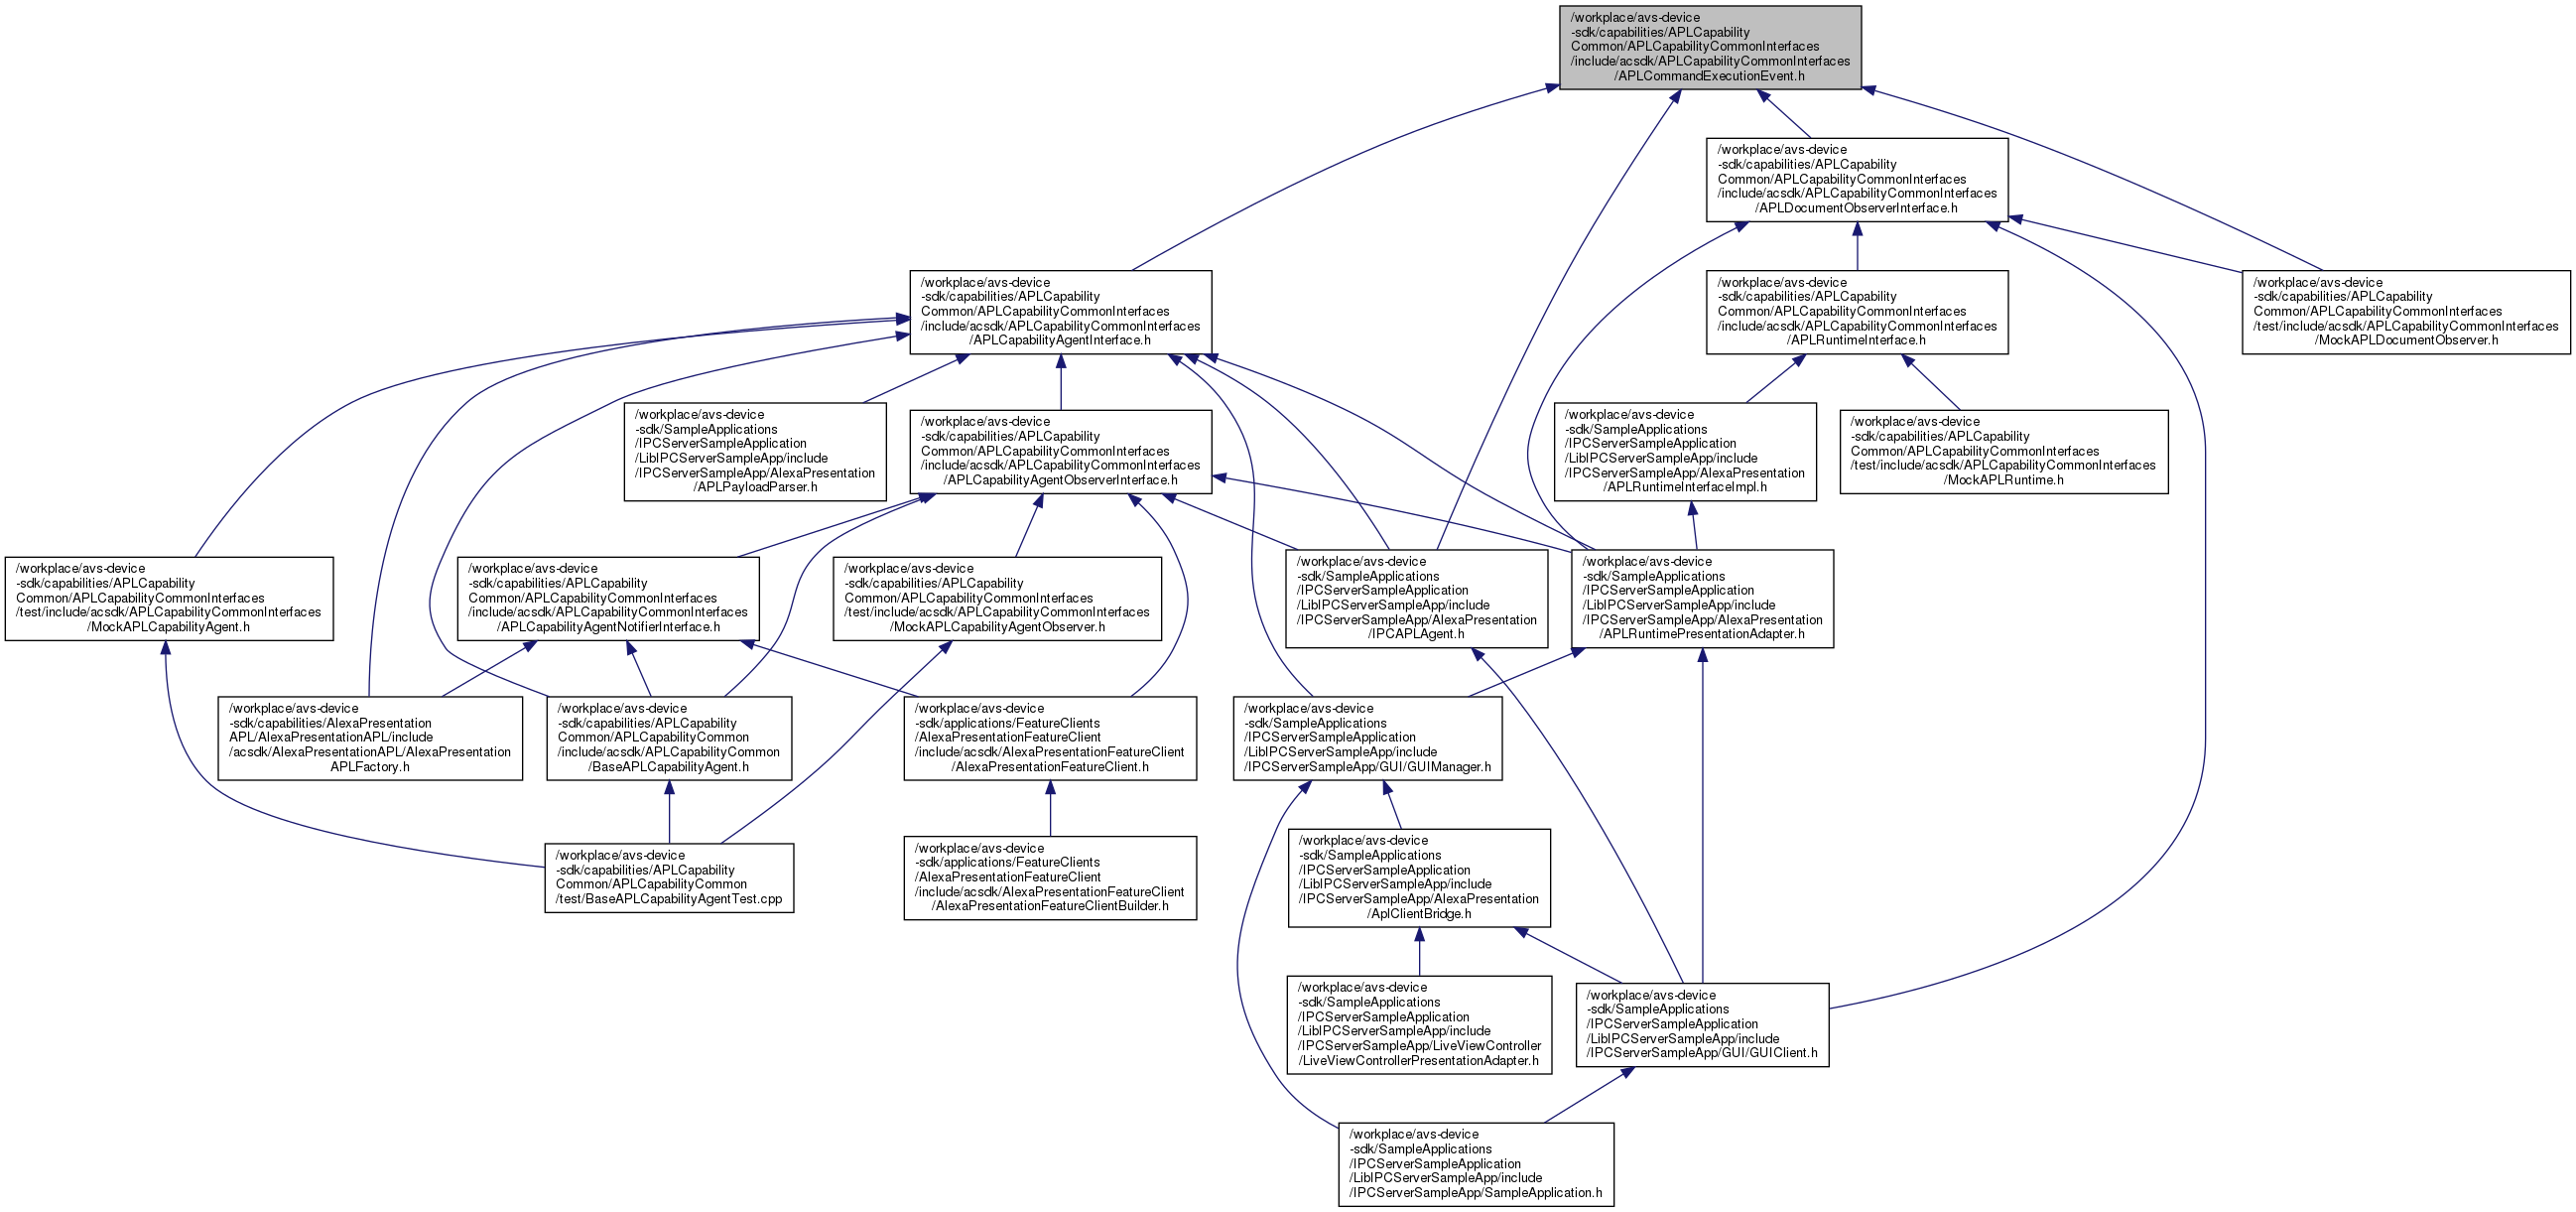 /workplace/avs-device
-sdk/capabilities/APLCapability
Common/APLCapabilityCommonInterfaces
/include/acsdk/APLCapabilityCommonInterfaces
/APLCommandExecutionEvent.h
/workplace/avs-device
-sdk/capabilities/APLCapability
Common/APLCapabilityCommonInterfaces
/include/acsdk/APLCapabilityCommonInterfaces
/APLDocumentObserverInterface.h
/workplace/avs-device
-sdk/capabilities/APLCapability
Common/APLCapabilityCommonInterfaces
/include/acsdk/APLCapabilityCommonInterfaces
/APLCapabilityAgentInterface.h
/workplace/avs-device
-sdk/capabilities/APLCapability
Common/APLCapabilityCommonInterfaces
/include/acsdk/APLCapabilityCommonInterfaces
/APLRuntimeInterface.h
/workplace/avs-device
-sdk/capabilities/APLCapability
Common/APLCapabilityCommonInterfaces
/test/include/acsdk/APLCapabilityCommonInterfaces
/MockAPLDocumentObserver.h
/workplace/avs-device
-sdk/SampleApplications
/IPCServerSampleApplication
/LibIPCServerSampleApp/include
/IPCServerSampleApp/AlexaPresentation
/APLPayloadParser.h
/workplace/avs-device
-sdk/capabilities/APLCapability
Common/APLCapabilityCommonInterfaces
/include/acsdk/APLCapabilityCommonInterfaces
/APLCapabilityAgentObserverInterface.h
/workplace/avs-device
-sdk/SampleApplications
/IPCServerSampleApplication
/LibIPCServerSampleApp/include
/IPCServerSampleApp/AlexaPresentation
/APLRuntimeInterfaceImpl.h
/workplace/avs-device
-sdk/capabilities/APLCapability
Common/APLCapabilityCommonInterfaces
/test/include/acsdk/APLCapabilityCommonInterfaces
/MockAPLRuntime.h
/workplace/avs-device
-sdk/capabilities/APLCapability
Common/APLCapabilityCommonInterfaces
/test/include/acsdk/APLCapabilityCommonInterfaces
/MockAPLCapabilityAgent.h
/workplace/avs-device
-sdk/capabilities/APLCapability
Common/APLCapabilityCommonInterfaces
/include/acsdk/APLCapabilityCommonInterfaces
/APLCapabilityAgentNotifierInterface.h
/workplace/avs-device
-sdk/capabilities/APLCapability
Common/APLCapabilityCommonInterfaces
/test/include/acsdk/APLCapabilityCommonInterfaces
/MockAPLCapabilityAgentObserver.h
/workplace/avs-device
-sdk/SampleApplications
/IPCServerSampleApplication
/LibIPCServerSampleApp/include
/IPCServerSampleApp/AlexaPresentation
/IPCAPLAgent.h
/workplace/avs-device
-sdk/SampleApplications
/IPCServerSampleApplication
/LibIPCServerSampleApp/include
/IPCServerSampleApp/AlexaPresentation
/APLRuntimePresentationAdapter.h
/workplace/avs-device
-sdk/capabilities/AlexaPresentation
APL/AlexaPresentationAPL/include
/acsdk/AlexaPresentationAPL/AlexaPresentation
APLFactory.h
/workplace/avs-device
-sdk/capabilities/APLCapability
Common/APLCapabilityCommon
/include/acsdk/APLCapabilityCommon
/BaseAPLCapabilityAgent.h
/workplace/avs-device
-sdk/applications/FeatureClients
/AlexaPresentationFeatureClient
/include/acsdk/AlexaPresentationFeatureClient
/AlexaPresentationFeatureClient.h
/workplace/avs-device
-sdk/SampleApplications
/IPCServerSampleApplication
/LibIPCServerSampleApp/include
/IPCServerSampleApp/GUI/GUIManager.h
/workplace/avs-device
-sdk/capabilities/APLCapability
Common/APLCapabilityCommon
/test/BaseAPLCapabilityAgentTest.cpp
/workplace/avs-device
-sdk/applications/FeatureClients
/AlexaPresentationFeatureClient
/include/acsdk/AlexaPresentationFeatureClient
/AlexaPresentationFeatureClientBuilder.h
/workplace/avs-device
-sdk/SampleApplications
/IPCServerSampleApplication
/LibIPCServerSampleApp/include
/IPCServerSampleApp/AlexaPresentation
/AplClientBridge.h
/workplace/avs-device
-sdk/SampleApplications
/IPCServerSampleApplication
/LibIPCServerSampleApp/include
/IPCServerSampleApp/LiveViewController
/LiveViewControllerPresentationAdapter.h
/workplace/avs-device
-sdk/SampleApplications
/IPCServerSampleApplication
/LibIPCServerSampleApp/include
/IPCServerSampleApp/GUI/GUIClient.h
/workplace/avs-device
-sdk/SampleApplications
/IPCServerSampleApplication
/LibIPCServerSampleApp/include
/IPCServerSampleApp/SampleApplication.h